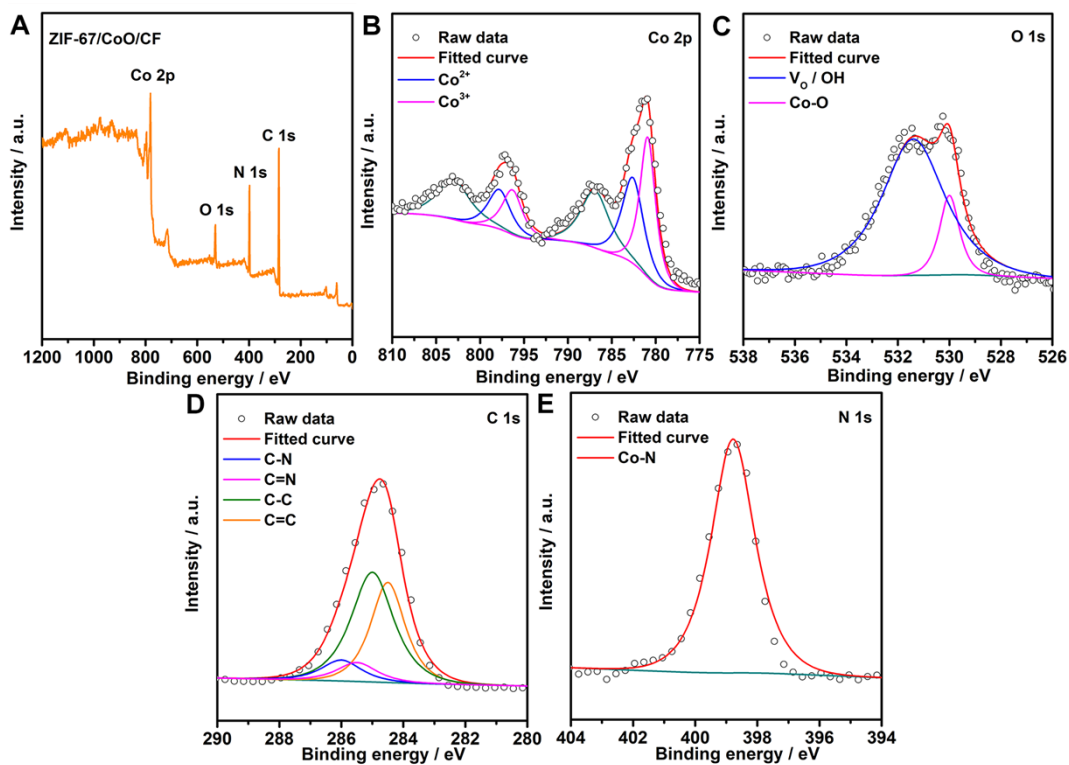 A
ZIF-67/CoO/CF
Co 2p
O 1s
N 1s
C 1s
Intensity / a.u.
1200 1000 800 600 400 200 0
Binding energy / eV
B
Raw data
Fitted curve
Co²⁺
Co³⁺
Co 2p
Intensity / a.u.
810 805 800 795 790 785 780 775
Binding energy / eV
C
Raw data
Fitted curve
V_O / OH
Co-O
O 1s
Intensity / a.u.
538 536 534 532 530 528 526
Binding energy / eV
D
Raw data
Fitted curve
C-N
C=N
C-C
C=C
C 1s
Intensity / a.u.
290 288 286 284 282 280
Binding energy / eV
E
Raw data
Fitted curve
Co-N
N 1s
Intensity / a.u.
404 402 400 398 396 394
Binding energy / eV